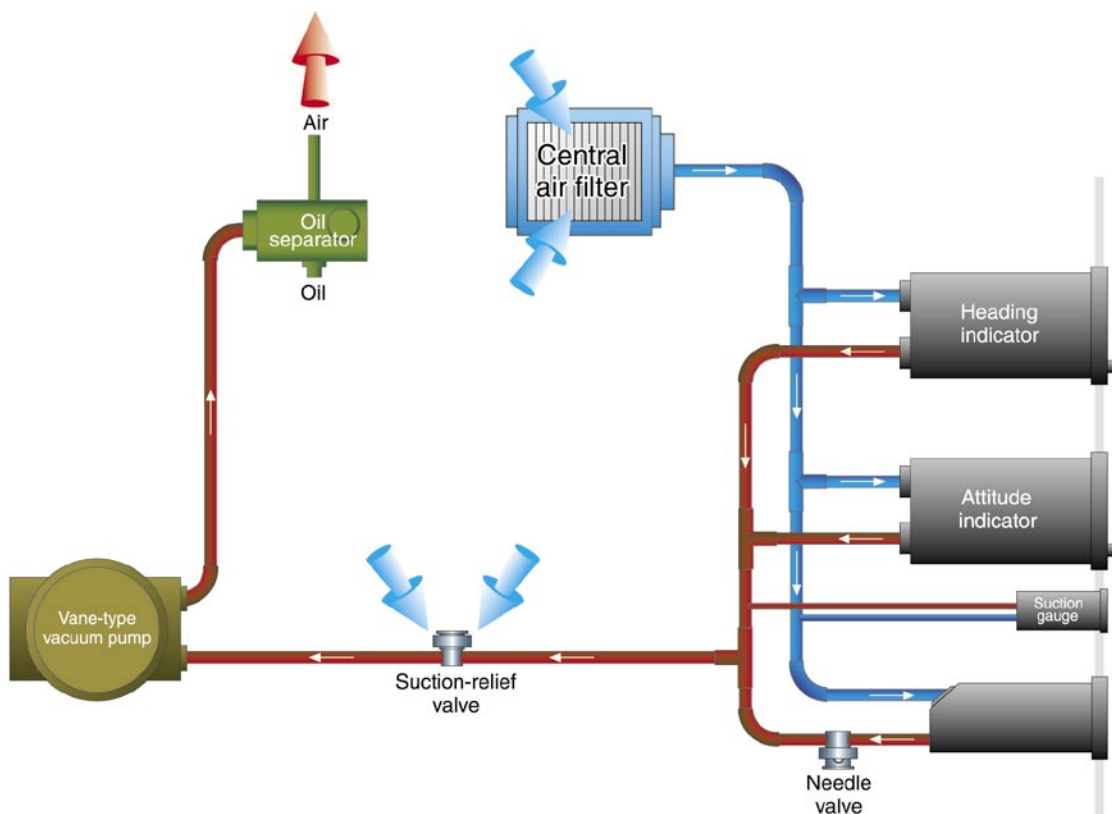 Air
Oil
separator
Oil
Central
air filter
Heading
indicator
Attitude
indicator
Suction
gauge
Vane-type
vacuum pump
Suction-relief
valve
Needle
valve